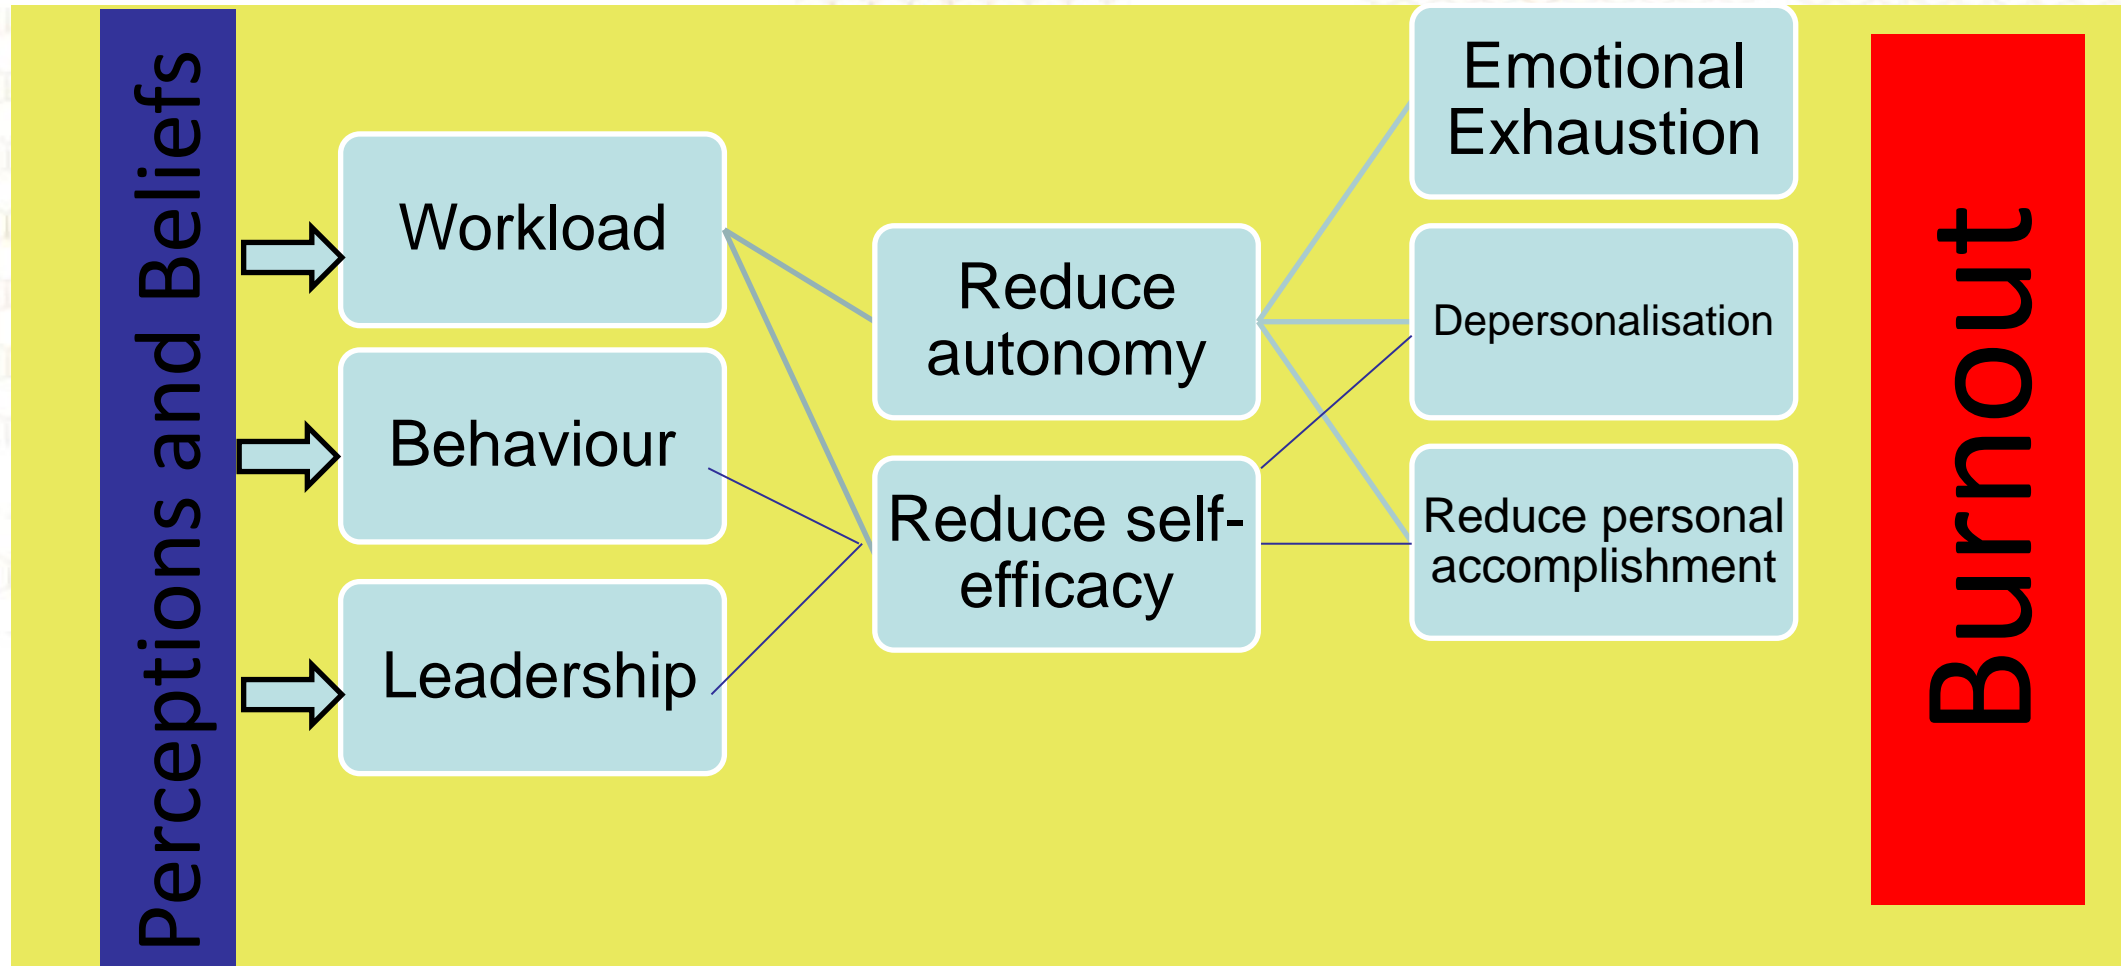 Perceptions and Beliefs
Workload
Behaviour
Leadership
Reduce
autonomy
Reduce self-
efficacy
Emotional
Exhaustion
Depersonalisation
Reduce personal
accomplishment
Burnout